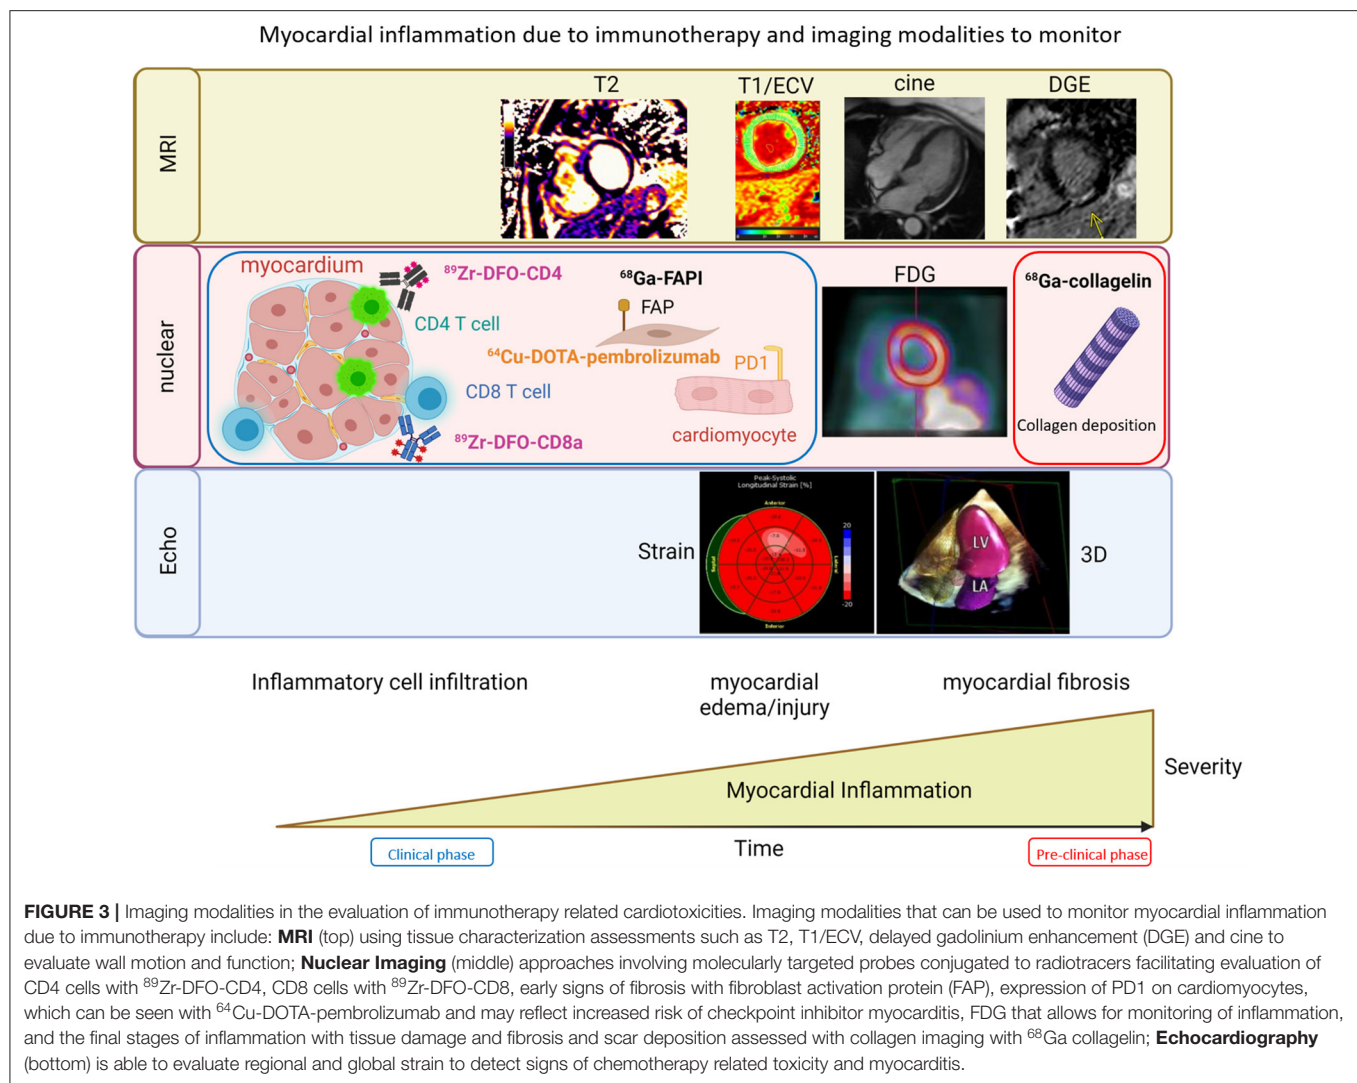 Myocardial inflammation due to immunotherapy and imaging modalities to monitor
MRI
T2
T1/ECV
cine
DGE
nuclear
myocardium
⁸⁹Zr-DFO-CD4
CD4 T cell
⁶⁸Ga-FAPI
FAP
⁶⁴Cu-DOTA-pembrolizumab
PD1
CD8 T cell
cardiomyocyte
⁸⁹Zr-DFO-CD8a
FDG
⁶⁸Ga-collagelin
Collagen deposition
Echo
Strain
Peak-Systolic
Longitudinal Strain [%]
Anterior
Septal
Lateral
Inferior
20
-20
LV
LA
3D
Inflammatory cell infiltration
myocardial
edema/injury
myocardial fibrosis
Severity
Myocardial Inflammation
Time
Clinical phase
Pre-clinical phase
FIGURE 3 | Imaging modalities in the evaluation of immunotherapy related cardiotoxicities. Imaging modalities that can be used to monitor myocardial inflammation
due to immunotherapy include: MRI (top) using tissue characterization assessments such as T2, T1/ECV, delayed gadolinium enhancement (DGE) and cine to
evaluate wall motion and function; Nuclear Imaging (middle) approaches involving molecularly targeted probes conjugated to radiotracers facilitating evaluation of
CD4 cells with ⁸⁹Zr-DFO-CD4, CD8 cells with ⁸⁹Zr-DFO-CD8, early signs of fibrosis with fibroblast activation protein (FAP), expression of PD1 on cardiomyocytes,
which can be seen with ⁶⁴Cu-DOTA-pembrolizumab and may reflect increased risk of checkpoint inhibitor myocarditis, FDG that allows for monitoring of inflammation,
and the final stages of inflammation with tissue damage and fibrosis and scar deposition assessed with collagen imaging with ⁶⁸Ga collagelin; Echocardiography
(bottom) is able to evaluate regional and global strain to detect signs of chemotherapy related toxicity and myocarditis.